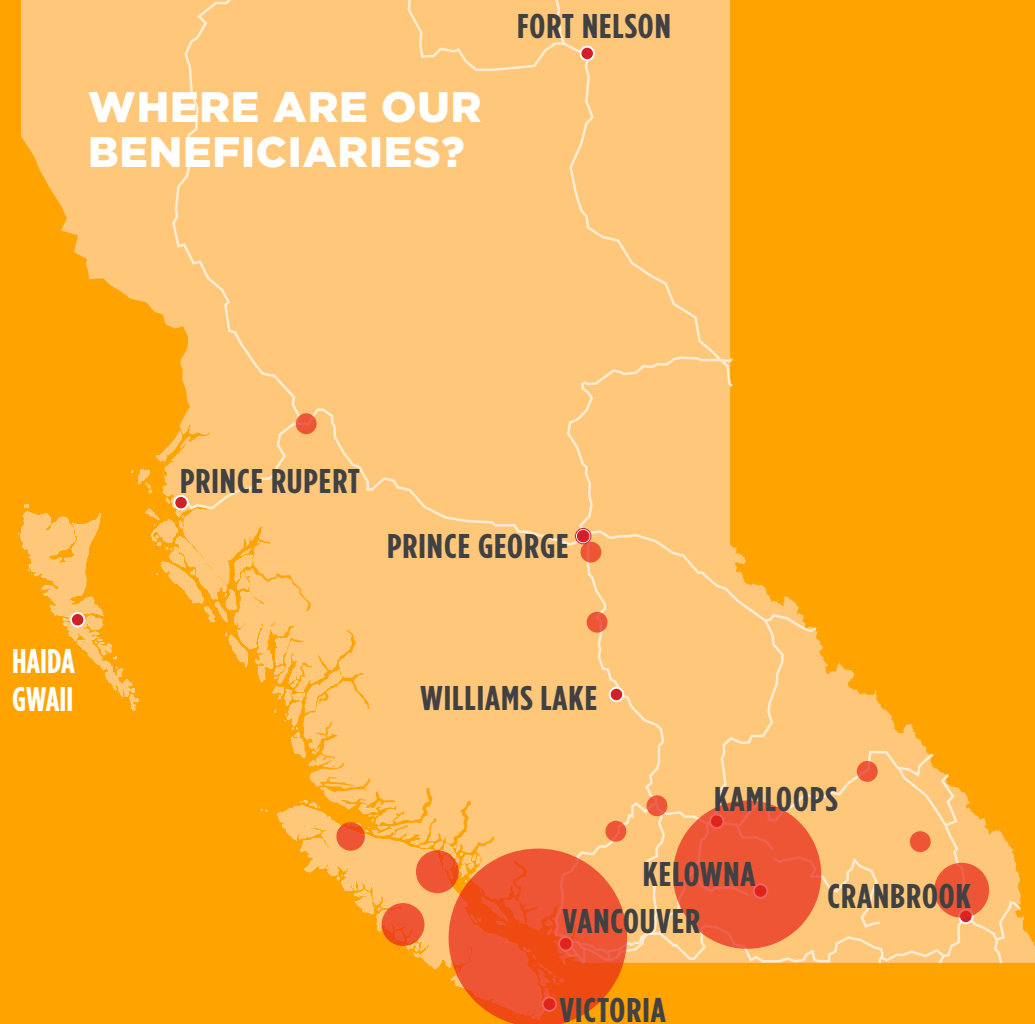 FORT NELSON
WHERE ARE OUR
BENEFICIARIES?
PRINCE RUPERT
PRINCE GEORGE
HAIDA
GWAII
WILLIAMS LAKE
KAMLOOPS
KELOWNA
CRANBROOK
VANCOUVER
VICTORIA